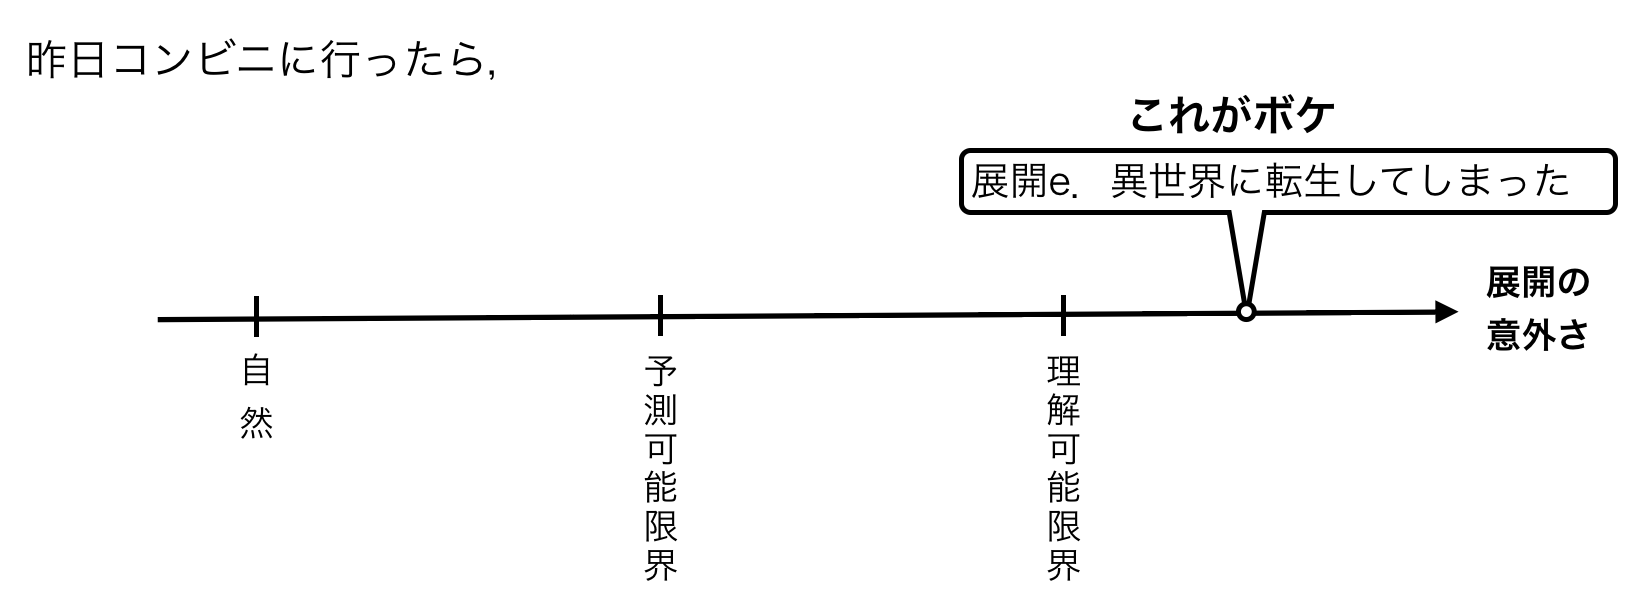 昨日コンビニに行ったら,
これがボケ
展開e. 異世界に転生してしまった
展開の
意外さ
自然
予測可能限界
理解可能限界